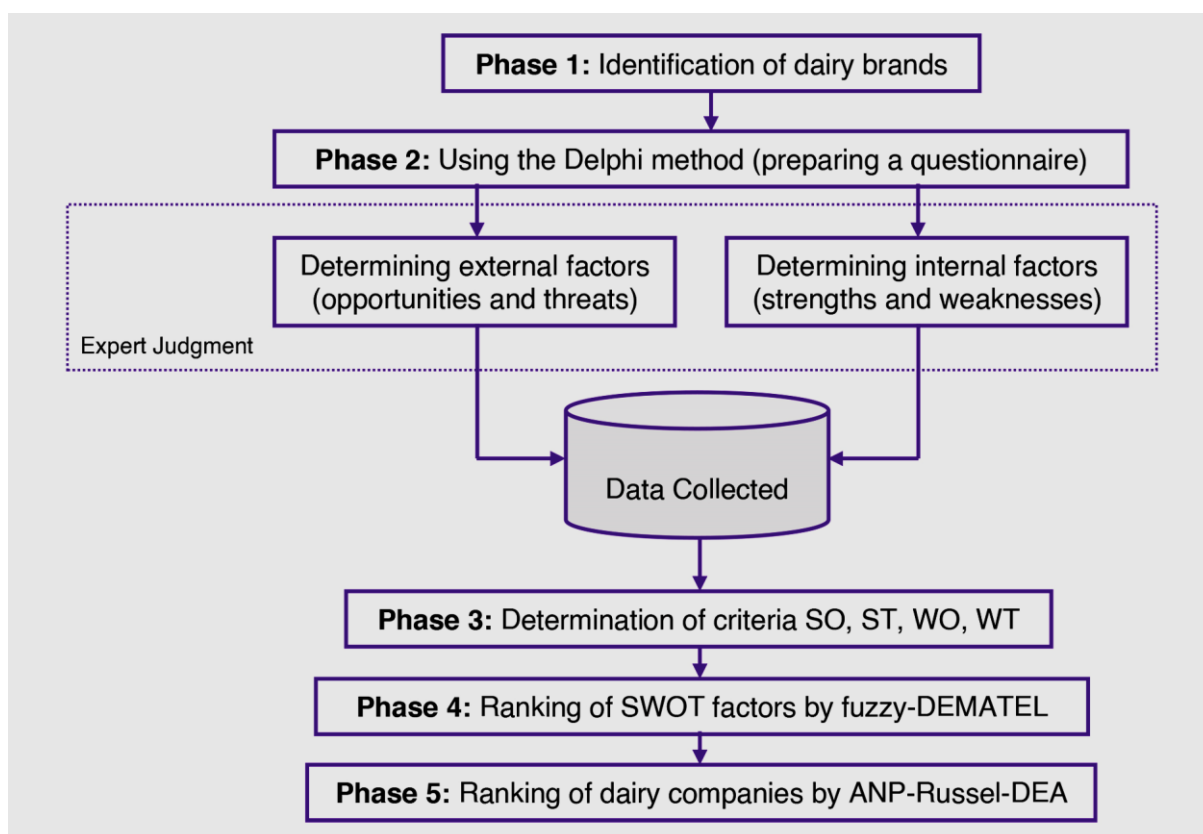 Phase 1: Identification of dairy brands
Phase 2: Using the Delphi method (preparing a questionnaire)
Determining external factors
(opportunities and threats)
Determining internal factors
(strengths and weaknesses)
Expert Judgment
Data Collected
Phase 3: Determination of criteria SO, ST, WO, WT
Phase 4: Ranking of SWOT factors by fuzzy-DEMATEL
Phase 5: Ranking of dairy companies by ANP-Russel-DEA